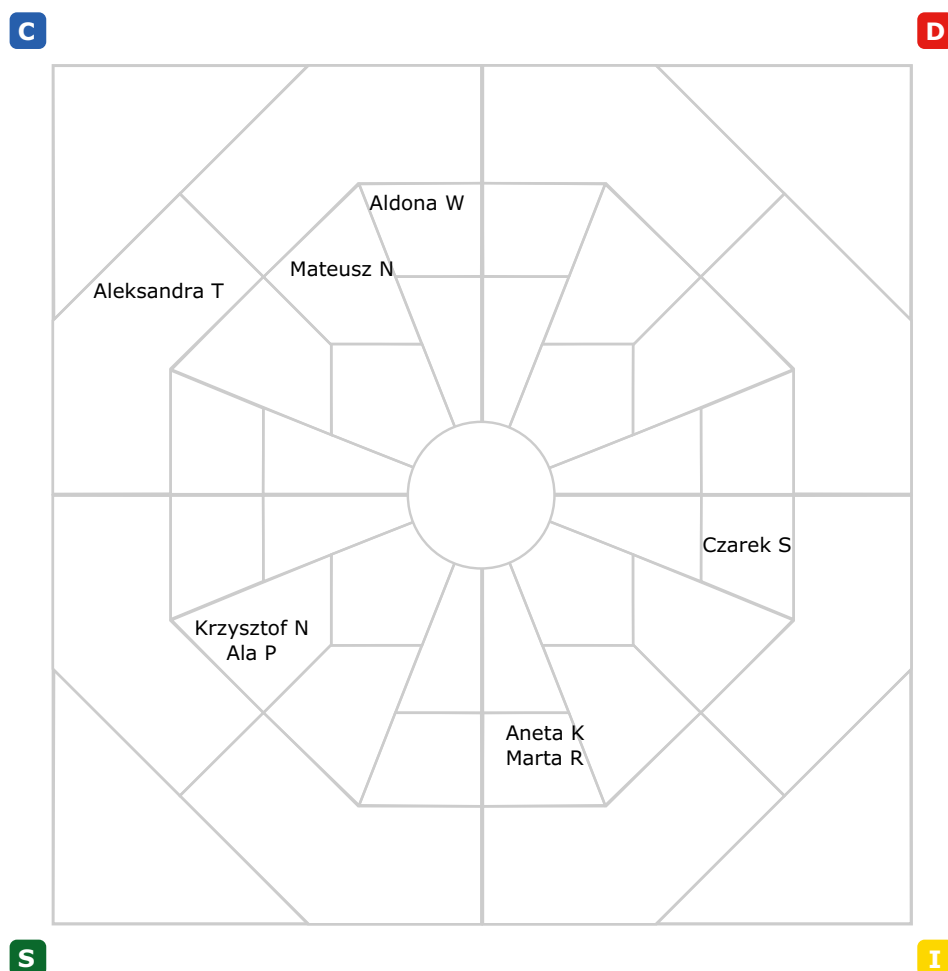 C
D
Aldona W
Mateusz N
Aleksandra T
Czarek S
Krzysztof N
Ala P
Aneta K
Marta R
S
I